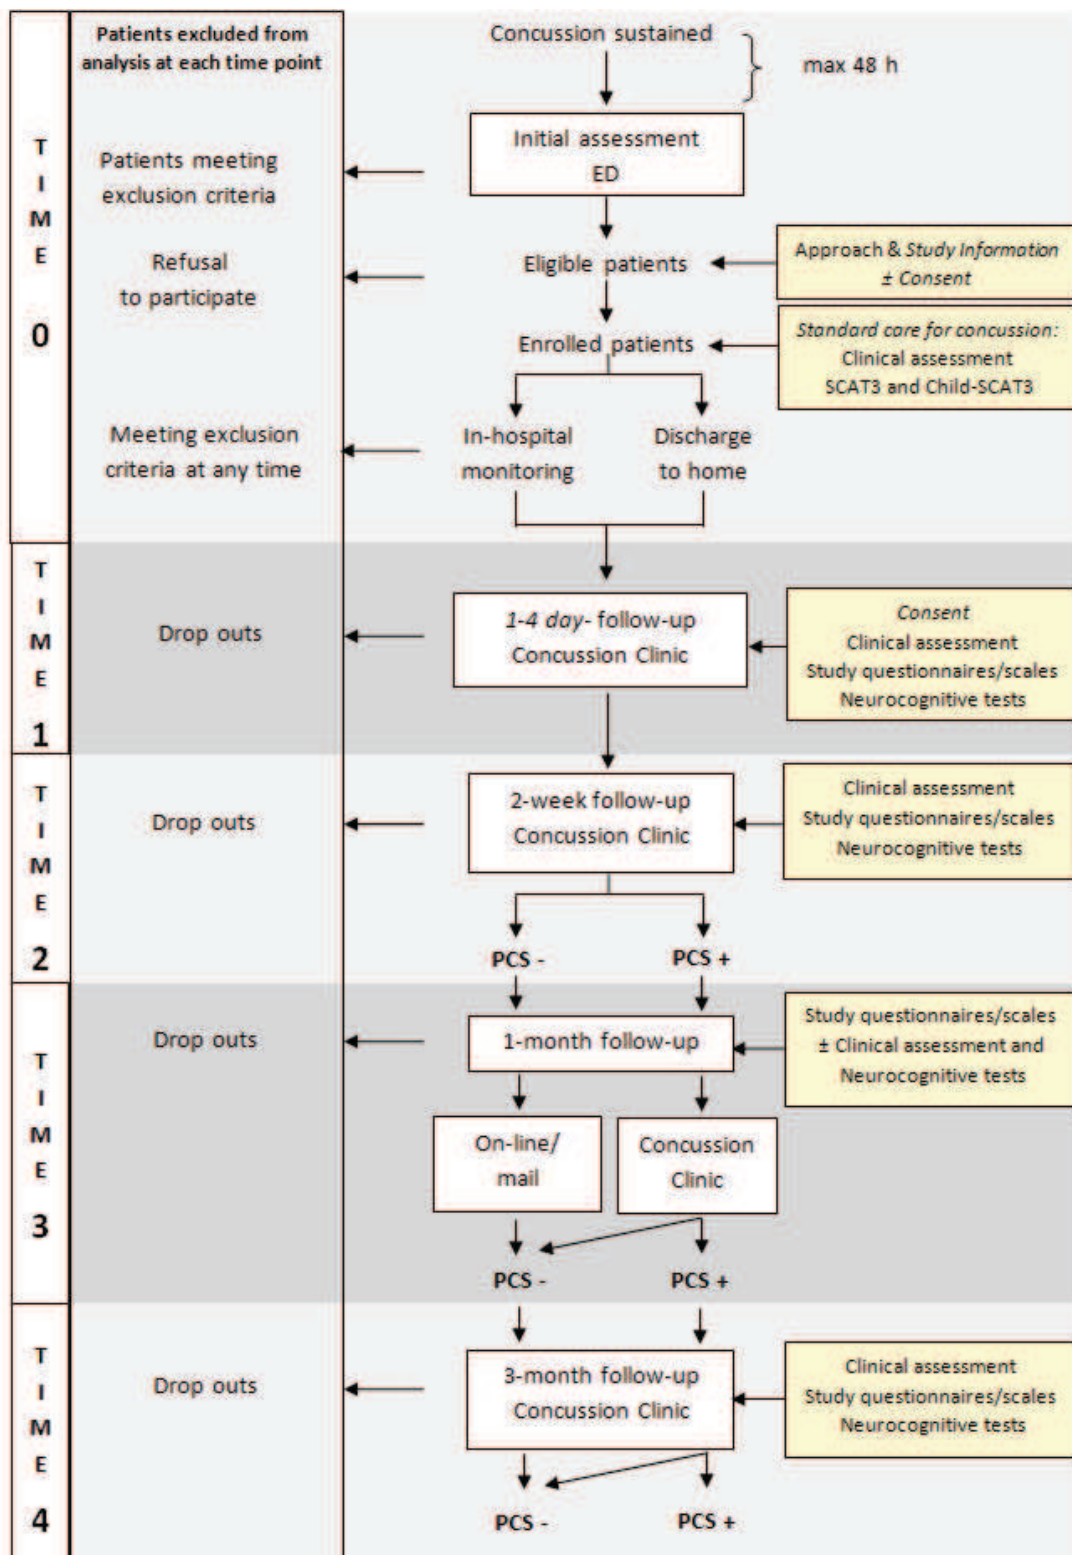 Patients excluded from
analysis at each time point
Concussion sustained
max 48 h
T
I
M
E
0
Initial assessment
ED
Patients meeting
exclusion criteria
Eligible patients
Approach & Study Information
± Consent
Refusal
to participate
Enrolled patients
Standard care for concussion:
Clinical assessment
SCAT3 and Child-SCAT3
Meeting exclusion
criteria at any time
In-hospital
monitoring
Discharge
to home
T
I
M
E
1
Drop outs
1-4 day- follow-up
Concussion Clinic
Consent
Clinical assessment
Study questionnaires/scales
Neurocognitive tests
T
I
M
E
2
Drop outs
2-week follow-up
Concussion Clinic
Clinical assessment
Study questionnaires/scales
Neurocognitive tests
PCS -
PCS +
T
I
M
E
3
Drop outs
1-month follow-up
Study questionnaires/scales
± Clinical assessment and
Neurocognitive tests
On-line/
mail
Concussion
Clinic
PCS -
PCS +
T
I
M
E
4
Drop outs
3-month follow-up
Concussion Clinic
Clinical assessment
Study questionnaires/scales
Neurocognitive tests
PCS -
PCS +